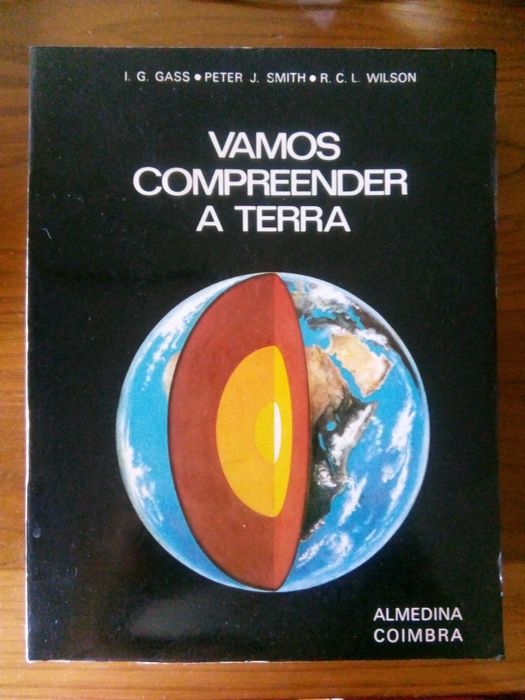 I. G. GASS • PETER J. SMITH • R. C. L. WILSON
VAMOS
COMPREENDER
A TERRA
ALMEDINA
COIMBRA